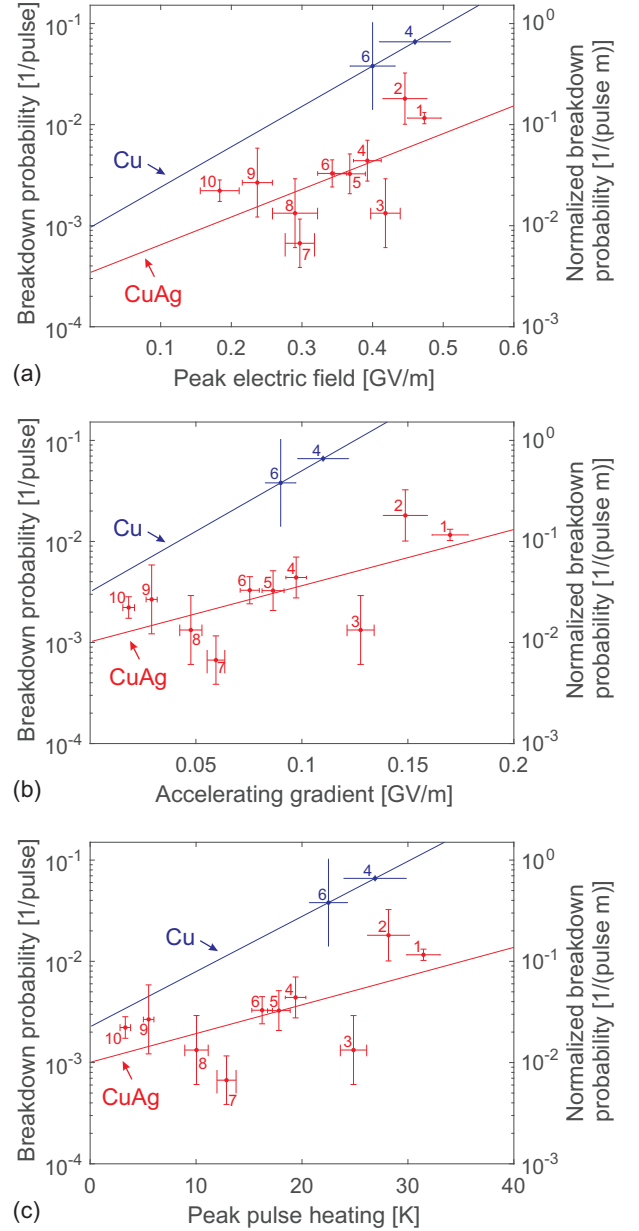 Breakdown probability [1/pulse]
10^-1
10^-2
10^-3
10^-4
Cu
CuAg
4
6
2
1
4
6
5
9
10
8
3
7
10^0
10^-1
10^-2
10^-3
Normalized breakdown
probability [1/(pulse m)]
0.1 0.2 0.3 0.4 0.5 0.6
(a) Peak electric field [GV/m]
Breakdown probability [1/pulse]
10^-1
10^-2
10^-3
10^-4
Cu
CuAg
4
6
2
1
4
6 5
9
10
8
3
7
10^0
10^-1
10^-2
10^-3
Normalized breakdown
probability [1/(pulse m)]
0.05 0.1 0.15 0.2
(b) Accelerating gradient [GV/m]
Breakdown probability [1/pulse]
10^-1
10^-2
10^-3
10^-4
Cu
CuAg
4
6
2
1
4
6 5
9
10
8
3
7
10^0
10^-1
10^-2
10^-3
Normalized breakdown
probability [1/(pulse m)]
0 10 20 30 40
(c) Peak pulse heating [K]